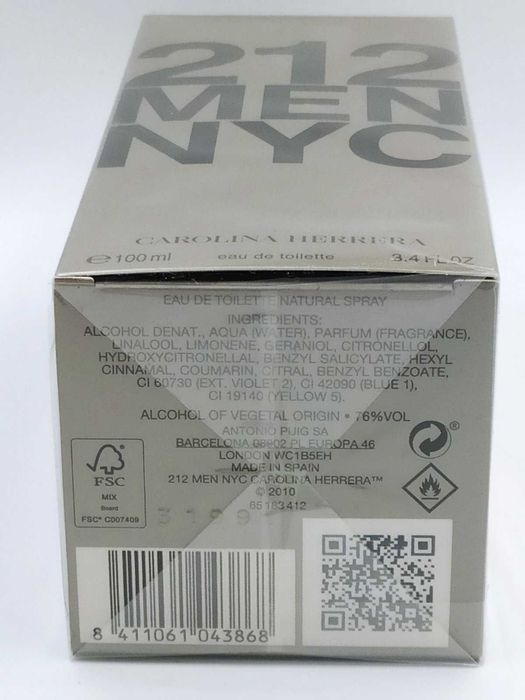 212
MEN
NYC
CAROLINA HERRERA
℮ 100 ml eau de toilette 3.4 FL OZ
EAU DE TOILETTE NATURAL SPRAY
INGREDIENTS:
ALCOHOL DENAT., AQUA (WATER), PARFUM (FRAGRANCE),
LINALOOL, LIMONENE, GERANIOL, CITRONELLOL,
HYDROXYCITRONELLAL, BENZYL SALICYLATE, HEXYL
CINNAMAL, COUMARIN, CITRAL, BENZYL BENZOATE,
CI 60730 (EXT. VIOLET 2), CI 42090 (BLUE 1),
CI 19140 (YELLOW 5).
ALCOHOL OF VEGETAL ORIGIN • 76%VOL
ANTONIO PUIG SA
BARCELONA 08902 PL EUROPA 46
LONDON WC1B5EH
MADE IN SPAIN
212 MEN NYC CAROLINA HERRERA™
© 2010
65183412
®
FSC
MIX
Board
FSC® C007409
8 411061 043868